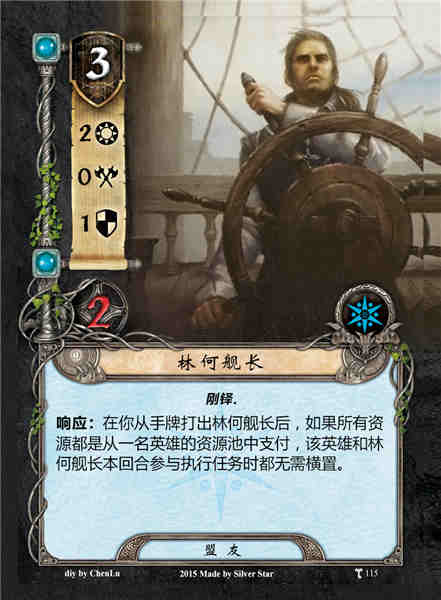 3
2
0
1
2
林何舰长
刚铎.
响应：在你从手牌打出林何舰长后，如果所有资
源都是从一名英雄的资源池中支付，该英雄和林
何舰长本回合参与执行任务时都无需横置。
盟友
diy by ChenLu 2015 Made by Silver Star 115